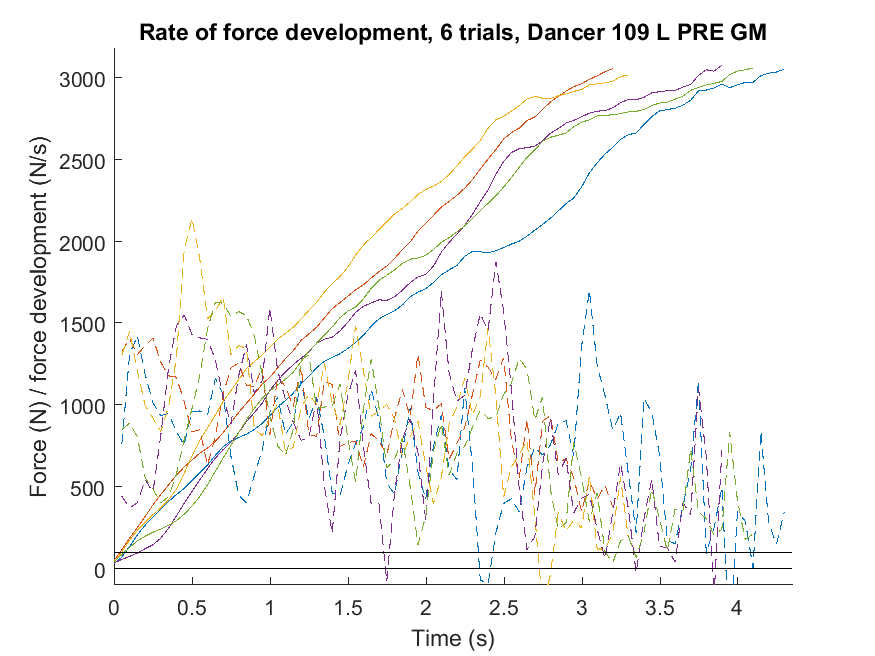 Rate of force development, 6 trials, Dancer 109 L PRE GM
Force (N) / force development (N/s)
3000
2500
2000
1500
1000
500
0
0 0.5 1 1.5 2 2.5 3 3.5 4
Time (s)